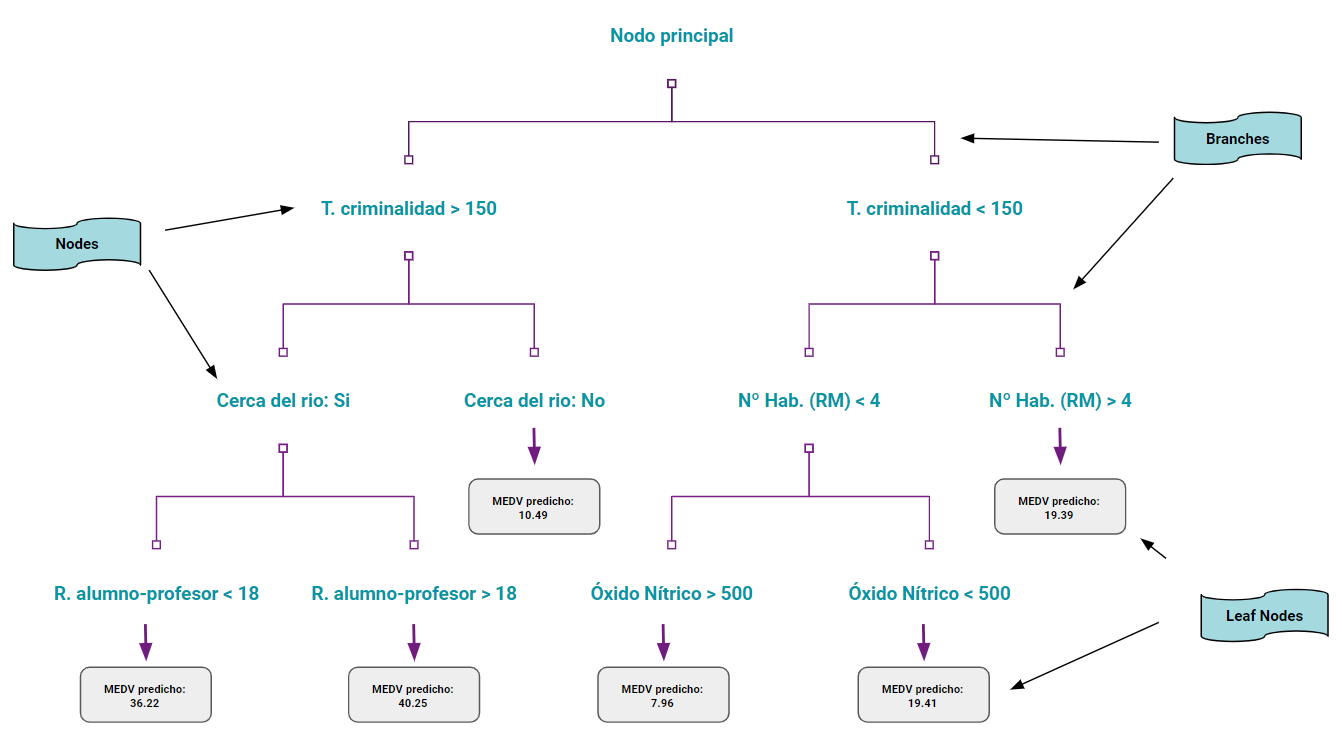 Nodo principal
Branches
T. criminalidad > 150
T. criminalidad < 150
Nodes
Cerca del rio: Si
Cerca del rio: No
Nº Hab. (RM) < 4
Nº Hab. (RM) > 4
MEDV predicho:
10.49
MEDV predicho:
19.39
R. alumno-profesor < 18
R. alumno-profesor > 18
Óxido Nítrico > 500
Óxido Nítrico < 500
Leaf Nodes
MEDV predicho:
36.22
MEDV predicho:
40.25
MEDV predicho:
7.96
MEDV predicho:
19.41